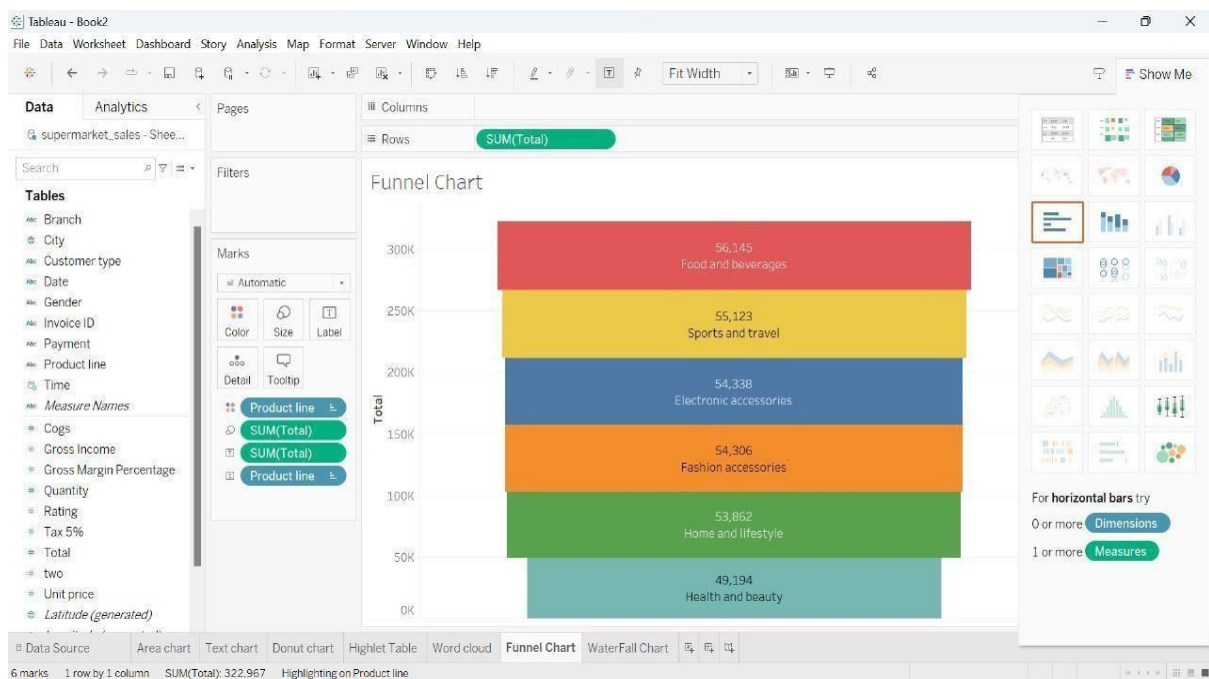 Tableau - Book2
File Data Worksheet Dashboard Story Analysis Map Format Server Window Help
Fit Width
Show Me
Data Analytics
supermarket_sales - Shee...
Search
Tables
Abc Branch
City
Abc Customer type
Abc Date
Abc Gender
Abc Invoice ID
Abc Payment
Abc Product line
Time
Abc Measure Names
Cogs
Gross Income
Gross Margin Percentage
Quantity
Rating
Tax 5%
Total
two
Unit price
Latitude (generated)
Pages
Filters
Marks
Automatic
Color Size Label
Detail Tooltip
Product line
SUM(Total)
SUM(Total)
Product line
Columns
Rows SUM(Total)
Funnel Chart
Total
300K
250K
200K
150K
100K
50K
0K
56,145
Food and beverages
55,123
Sports and travel
54,338
Electronic accessories
54,306
Fashion accessories
53,862
Home and lifestyle
49,194
Health and beauty
For horizontal bars try
0 or more Dimensions
1 or more Measures
Data Source Area chart Text chart Donut chart Highlet Table Word cloud Funnel Chart WaterFall Chart
6 marks 1 row by 1 column SUM(Total): 322,967 Highlighting on Product line